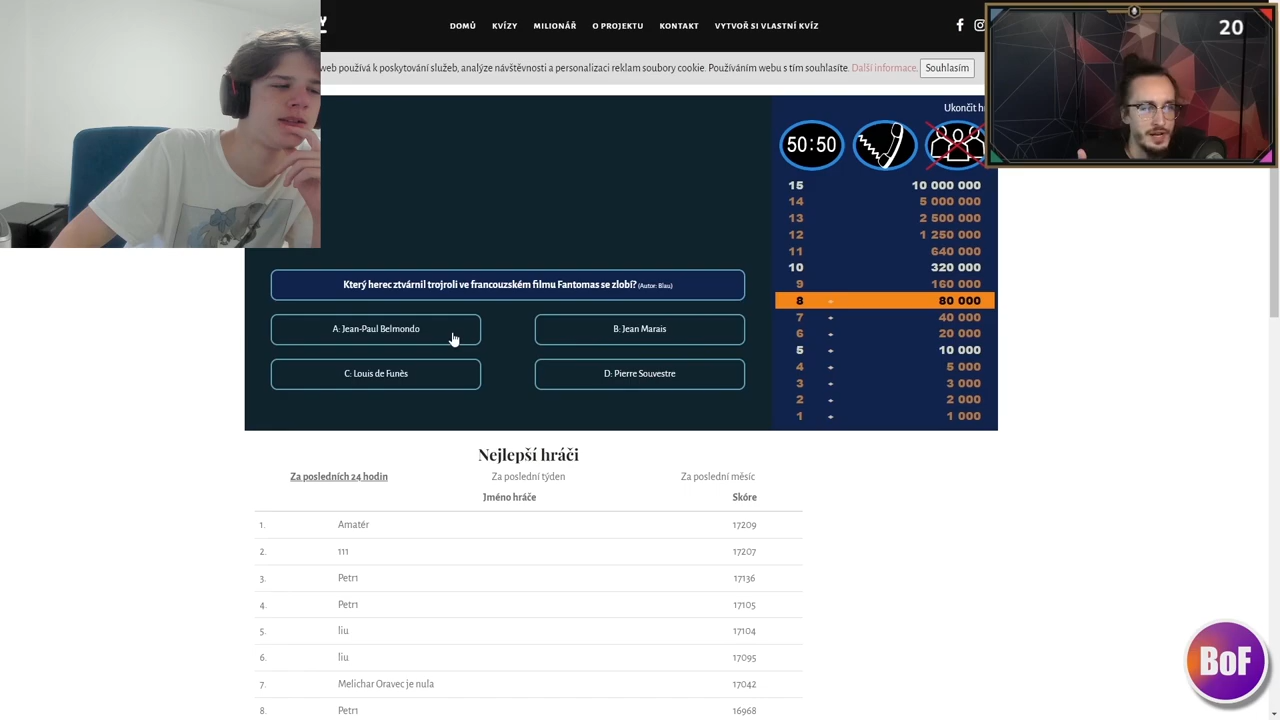 Y
DOMŮ KVÍZY MILIONÁŘ O PROJEKTU KONTAKT VYTVOŘ SI VLASTNÍ KVÍZ
20
web používá k poskytování služeb, analýze návštěvnosti a personalizaci reklam soubory cookie. Používáním webu s tím souhlasíte. Další informace. Souhlasím
Ukončit h
50:50
15 10 000 000
14 5 000 000
13 2 500 000
12 1 250 000
11 640 000
10 320 000
9 160 000
8 80 000
7 40 000
6 20 000
5 10 000
4 5 000
3 3 000
2 2 000
1 1 000
Který herec ztvárnil trojroli ve francouzském filmu Fantomas se zlobí? (Autor: Blau)
A: Jean-Paul Belmondo
B: Jean Marais
C: Louis de Funès
D: Pierre Souvestre
Nejlepší hráči
Za posledních 24 hodin Za poslední týden Za poslední měsíc
Jméno hráče Skóre
1. Amatér 17209
2. 111 17207
3. Petr1 17136
4. Petr1 17105
5. liu 17104
6. liu 17095
7. Melichar Oravec je nula 17042
8. Petr1 16968
BoF